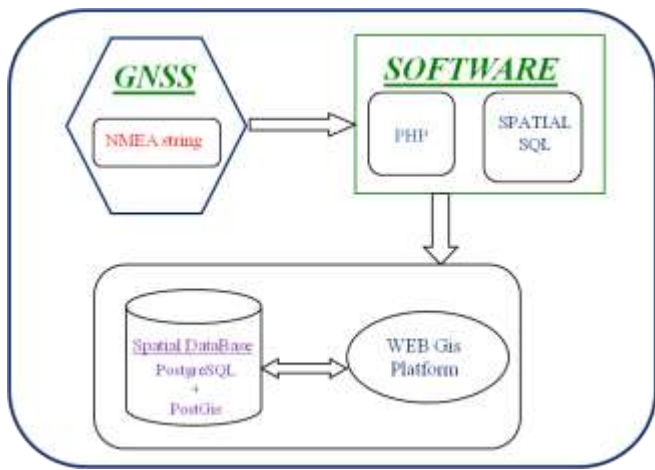 GNSS
NMEA string
SOFTWARE
PHP
SPATIAL
SQL
Spatial DataBase
PostgreSQL
+
PostGis
WEB Gis
Platform